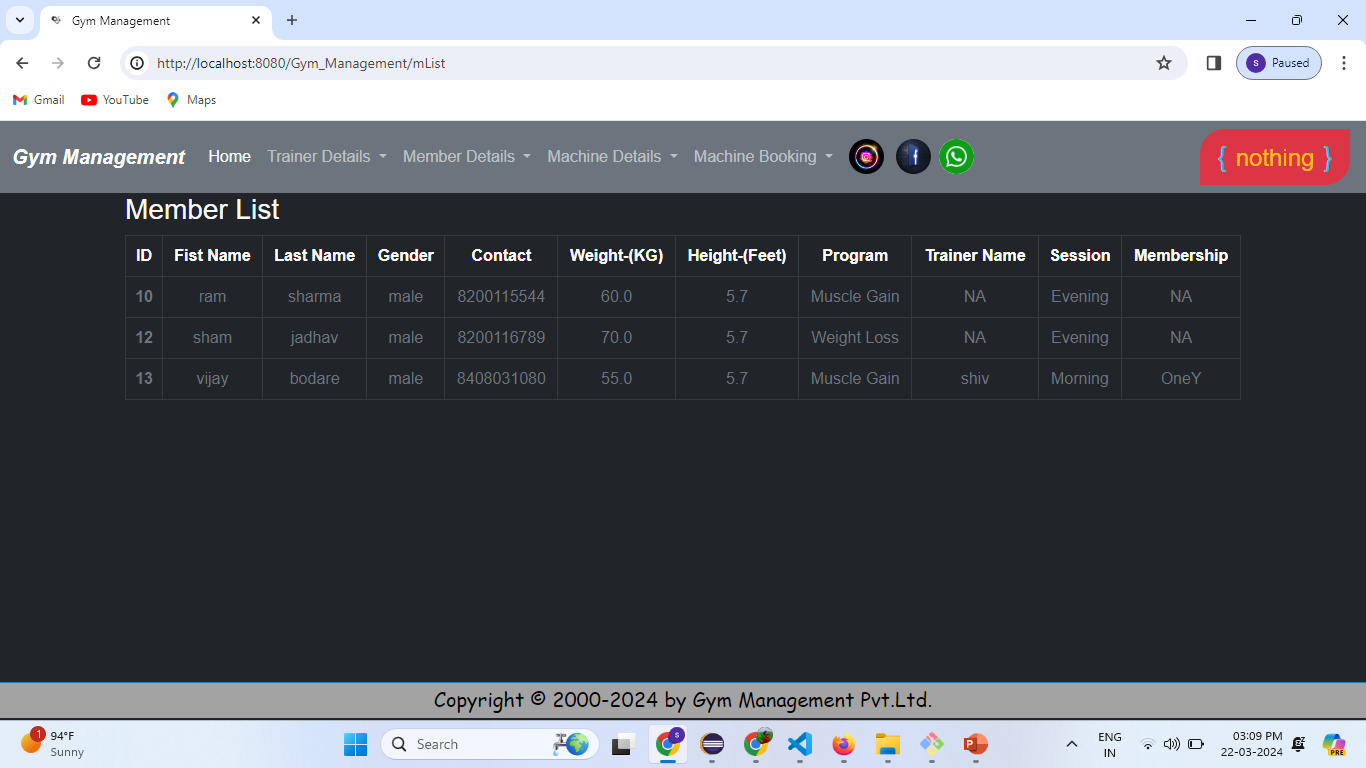 Gym Management
http://localhost:8080/Gym_Management/mList
S Paused
Gmail YouTube Maps
Gym Management Home Trainer Details Member Details Machine Details Machine Booking { nothing }
Member List
ID Fist Name Last Name Gender Contact Weight-(KG) Height-(Feet) Program Trainer Name Session Membership
10 ram sharma male 8200115544 60.0 5.7 Muscle Gain NA Evening NA
12 sham jadhav male 8200116789 70.0 5.7 Weight Loss NA Evening NA
13 vijay bodare male 8408031080 55.0 5.7 Muscle Gain shiv Morning OneY
Copyright © 2000-2024 by Gym Management Pvt.Ltd.
1 94°F
Sunny
Search
S
ENG
IN
03:09 PM
22-03-2024
PRE